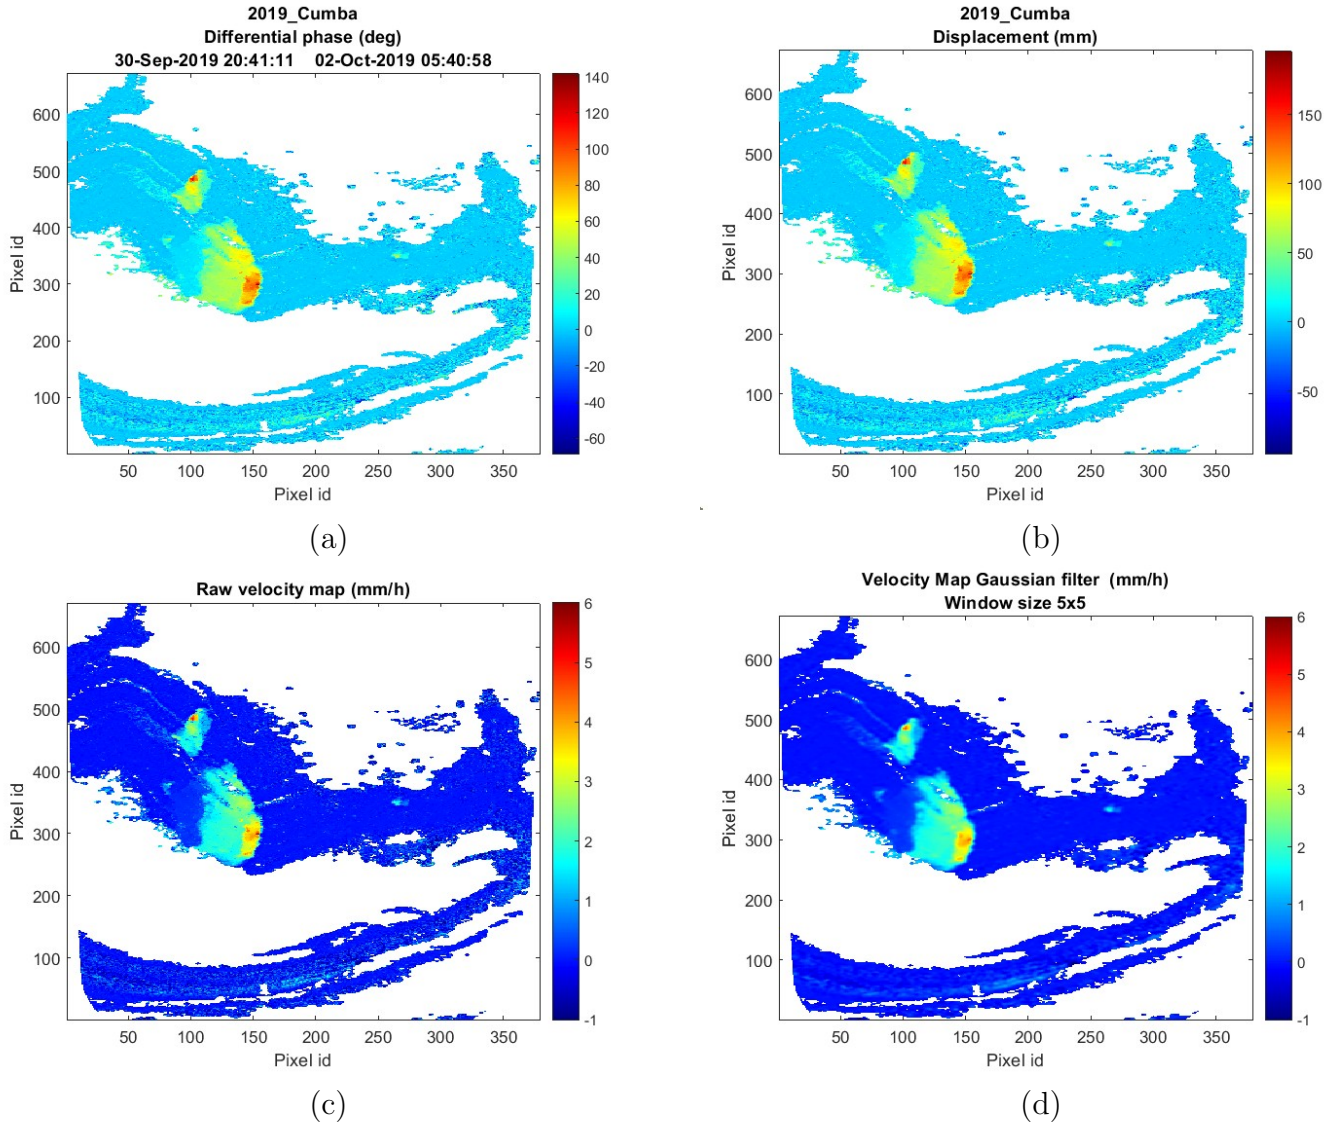 2019_Cumba
Differential phase (deg)
30-Sep-2019 20:41:11 02-Oct-2019 05:40:58
600
500
400
300
200
100
Pixel id
50 100 150 200 250 300 350
Pixel id
140
120
100
80
60
40
20
0
-20
-40
-60
(a)
2019_Cumba
Displacement (mm)
600
500
400
300
200
100
Pixel id
50 100 150 200 250 300 350
Pixel id
150
100
50
0
-50
(b)
Raw velocity map (mm/h)
600
500
400
300
200
100
Pixel id
50 100 150 200 250 300 350
Pixel id
6
5
4
3
2
1
0
-1
(c)
Velocity Map Gaussian filter (mm/h)
Window size 5x5
600
500
400
300
200
100
Pixel id
50 100 150 200 250 300 350
Pixel id
6
5
4
3
2
1
0
-1
(d)